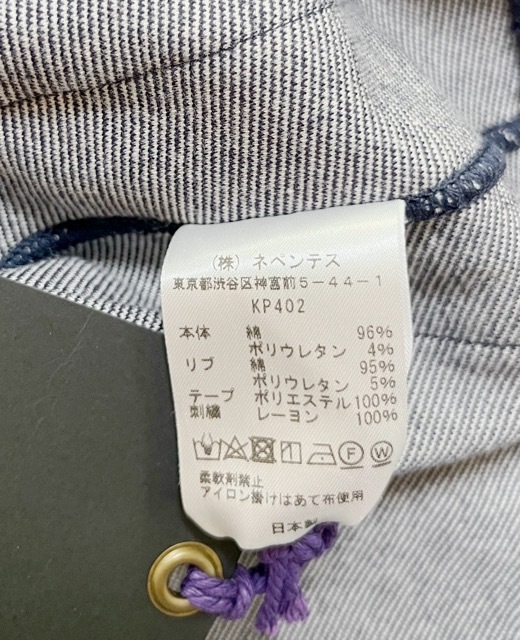 (株) ネペンテス
東京都渋谷区神宮前5-44-1
KP402
本体 綿 96%
ポリウレタン 4%
リブ 綿 95%
ポリウレタン 5%
テープ ポリエステル 100%
刺繍 レーヨン 100%
F W
柔軟剤禁止
アイロン掛けはあて布使用
日本製